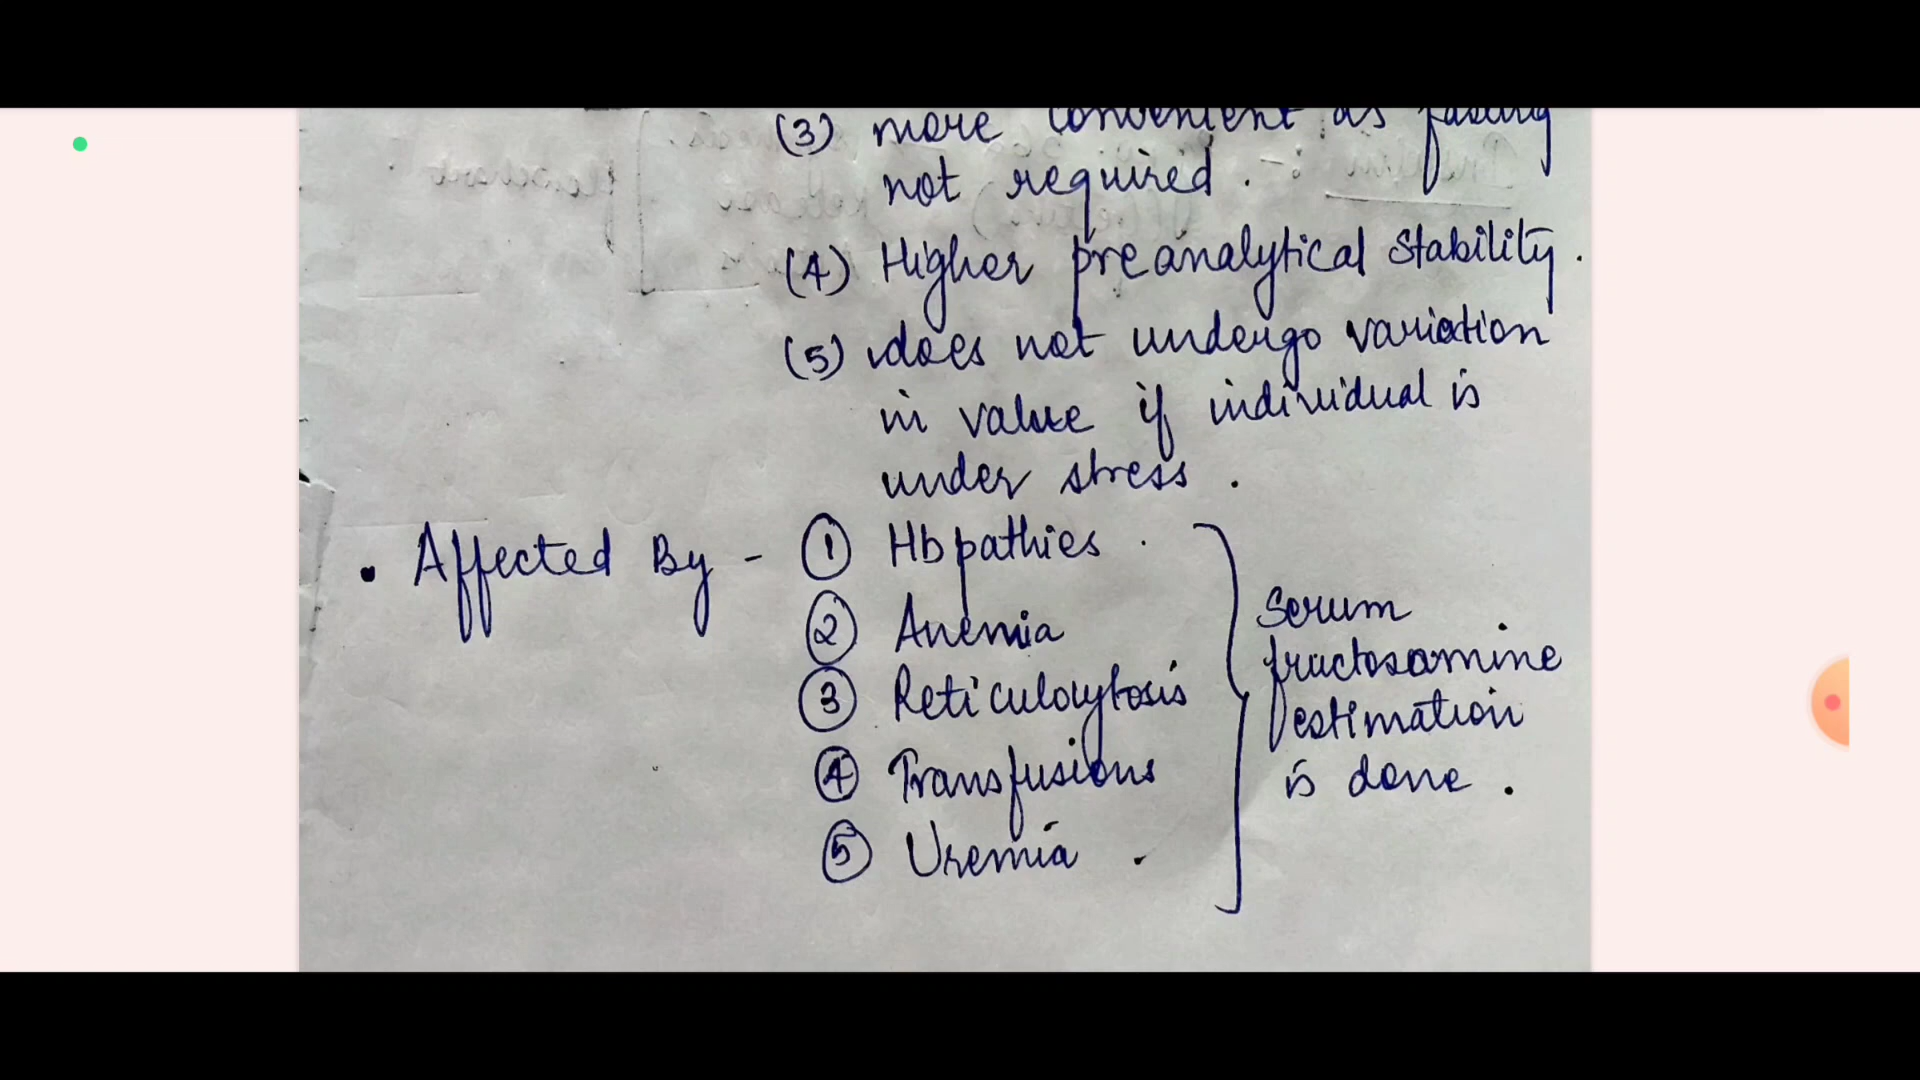 (3) more convenient as fasting
not required.
(4) Higher preanalytical stability.
(5) does not undergo variation
in value if individual is
under stress.
• Affected By - ① Hbpathies.
② Anemia
③ Reticulocytosis
④ Transfusions
⑤ Uremia.
Serum
fructosamine
estimation
is done.